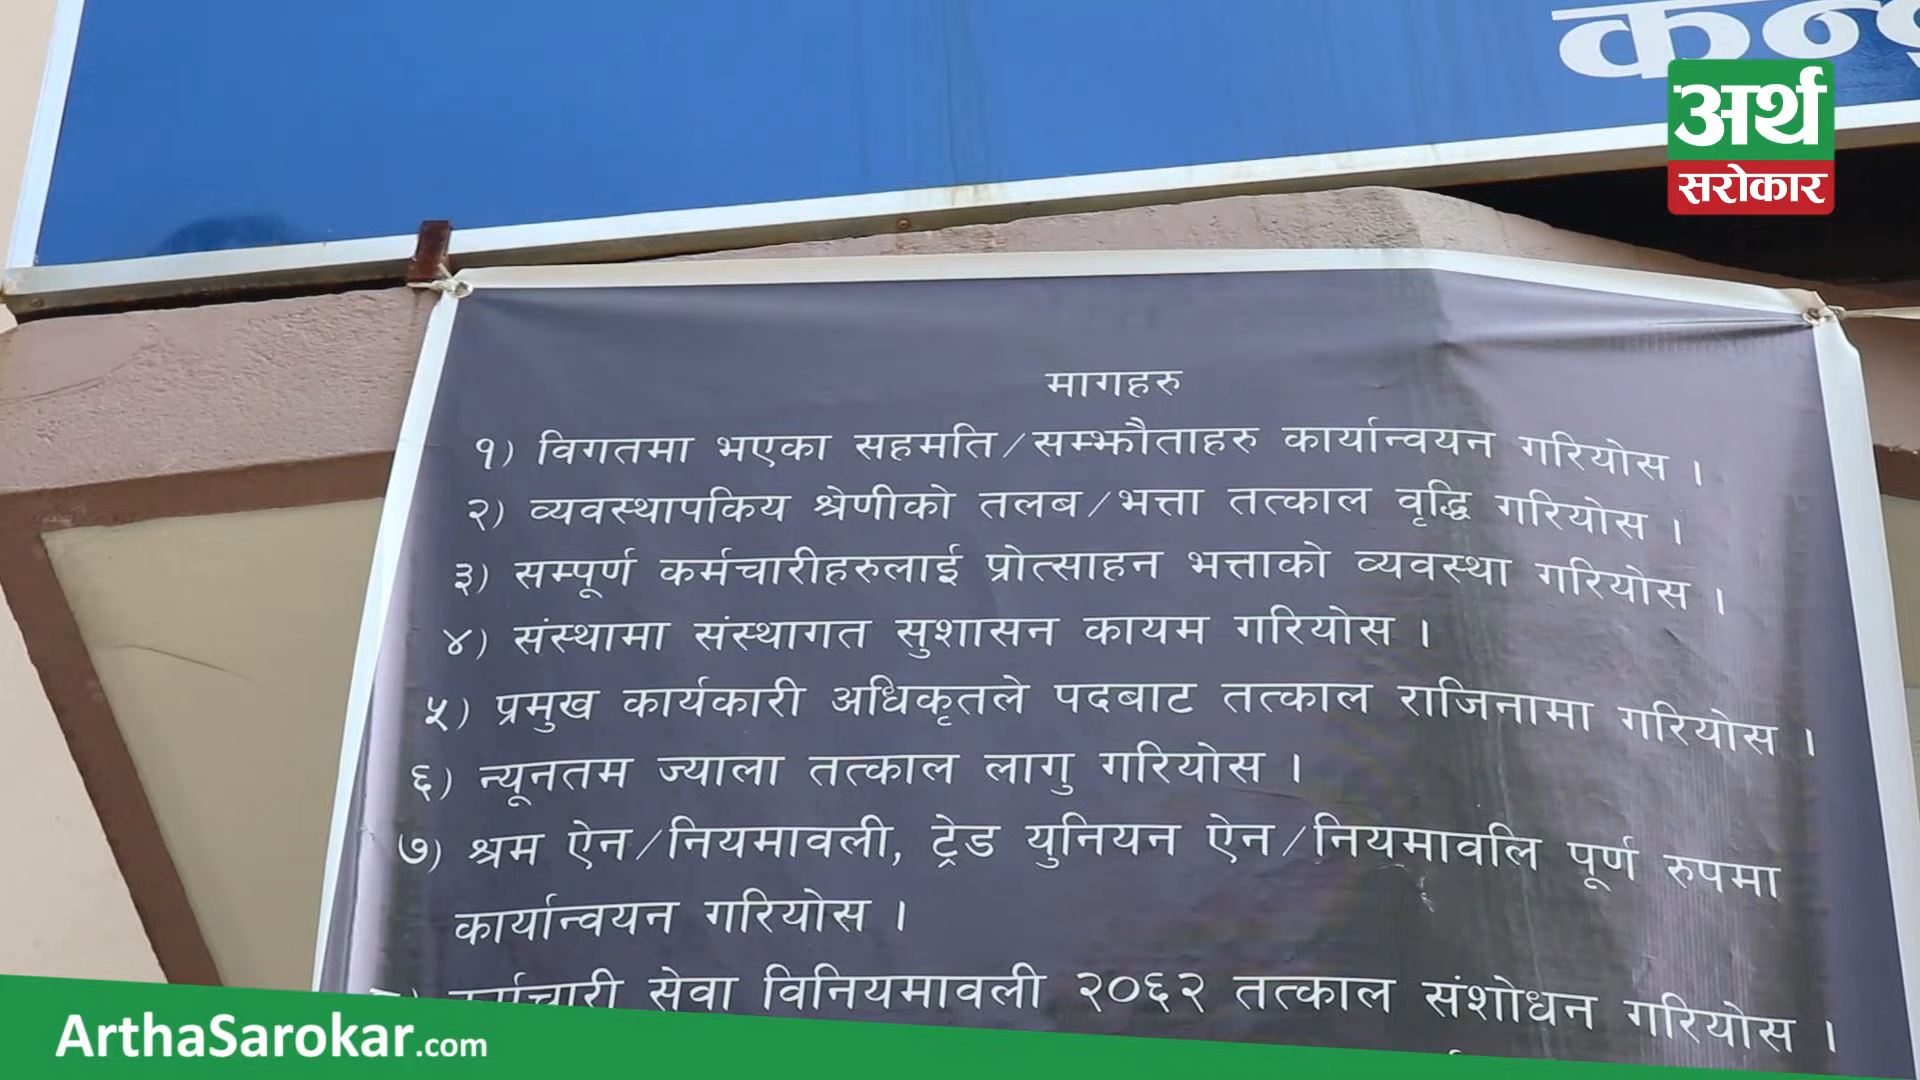 अर्थ
सरोकार
मागहरु
१) विगतमा भएका सहमति/सम्झौताहरु कार्यान्वयन गरियोस ।
२) व्यवस्थापकिय श्रेणीको तलब/भत्ता तत्काल वृद्धि गरियोस ।
३) सम्पूर्ण कर्मचारीहरुलाई प्रोत्साहन भत्ताको व्यवस्था गरियोस ।
४) संस्थामा संस्थागत सुशासन कायम गरियोस ।
५) प्रमुख कार्यकारी अधिकृतले पदबाट तत्काल राजिनामा गरियोस ।
६) न्यूनतम ज्याला तत्काल लागु गरियोस ।
७) श्रम ऐन/नियमावली, ट्रेड युनियन ऐन/नियमावलि पूर्ण रुपमा
कार्यान्वयन गरियोस ।
कर्मचारी सेवा विनियमावली २०६२ तत्काल संशोधन गरियोस ।
ArthaSarokar.com